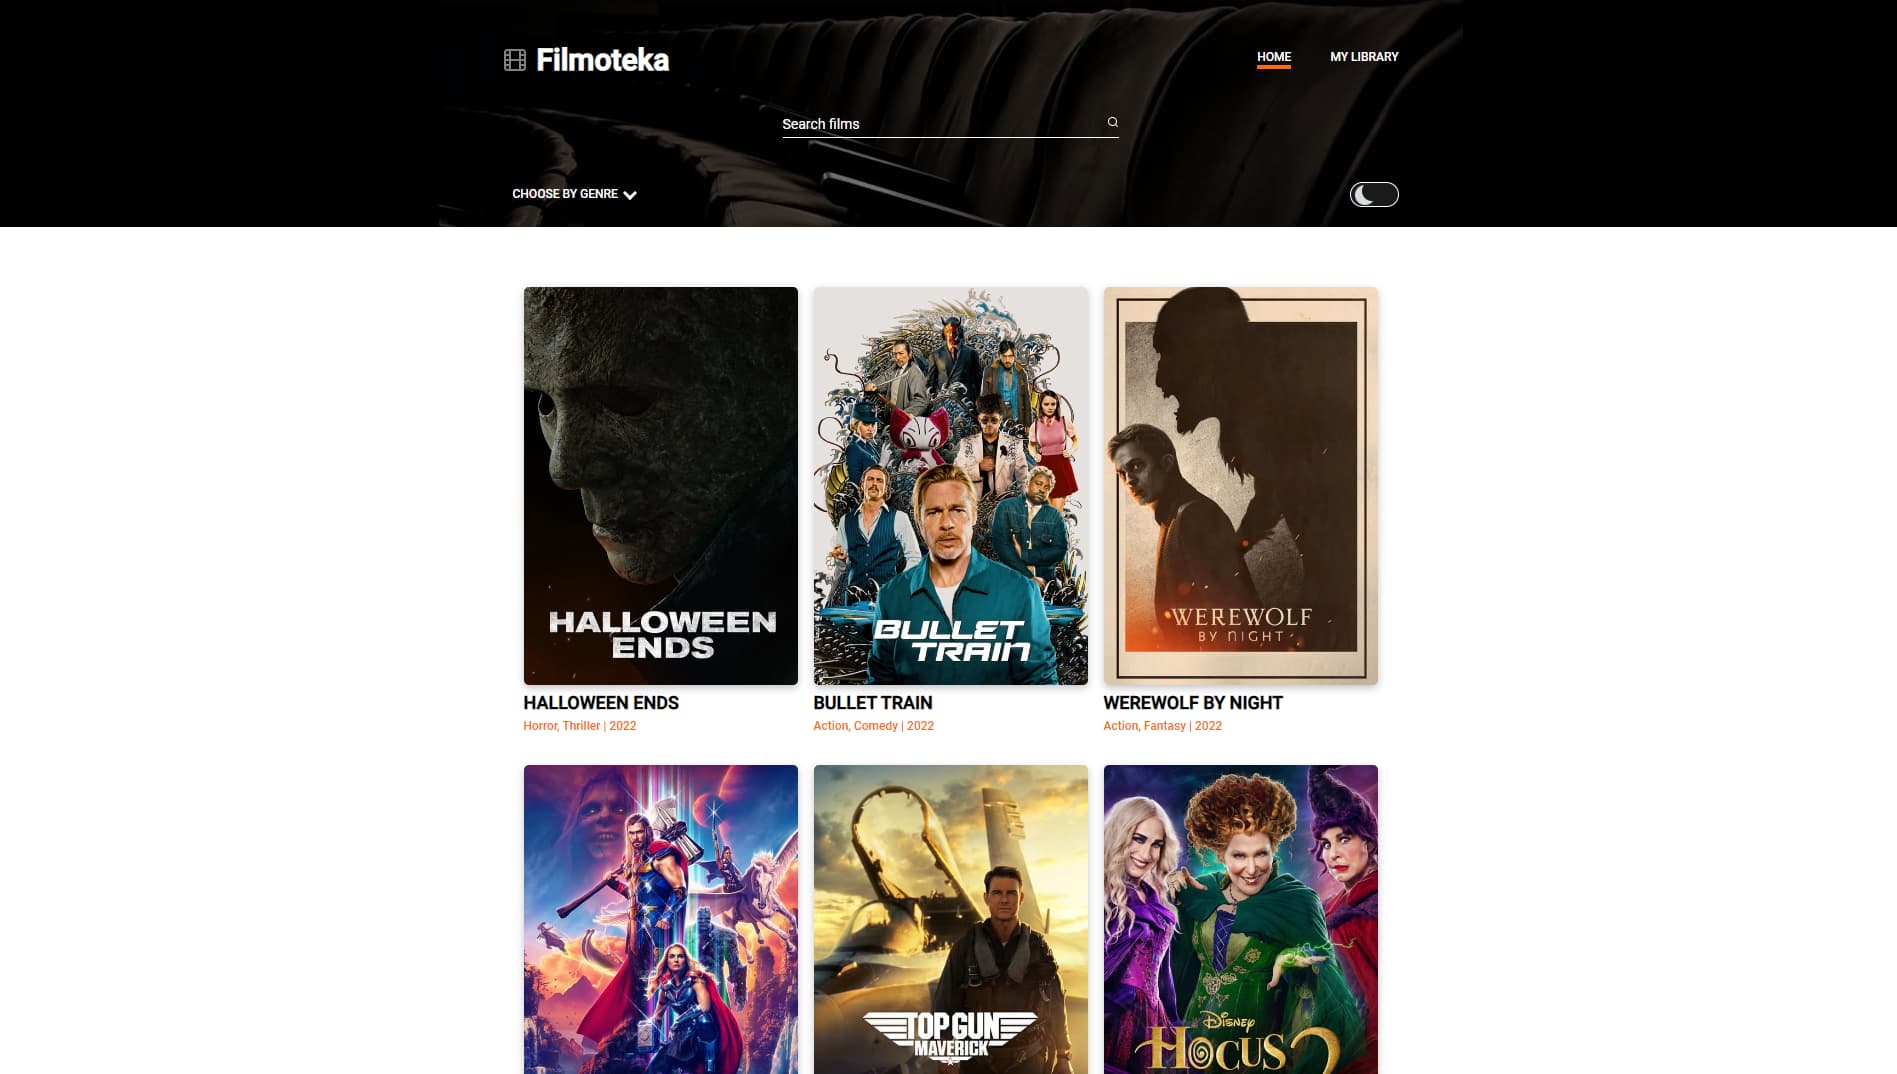 Filmoteka
HOME
MY LIBRARY
Search films
CHOOSE BY GENRE
HALLOWEEN
ENDS
BULLET
TRAIN
WEREWOLF
BY NIGHT
HALLOWEEN ENDS
Horror, Thriller | 2022
BULLET TRAIN
Action, Comedy | 2022
WEREWOLF BY NIGHT
Action, Fantasy | 2022
TOP GUN
MAVERICK
Disney
HOCUS
2